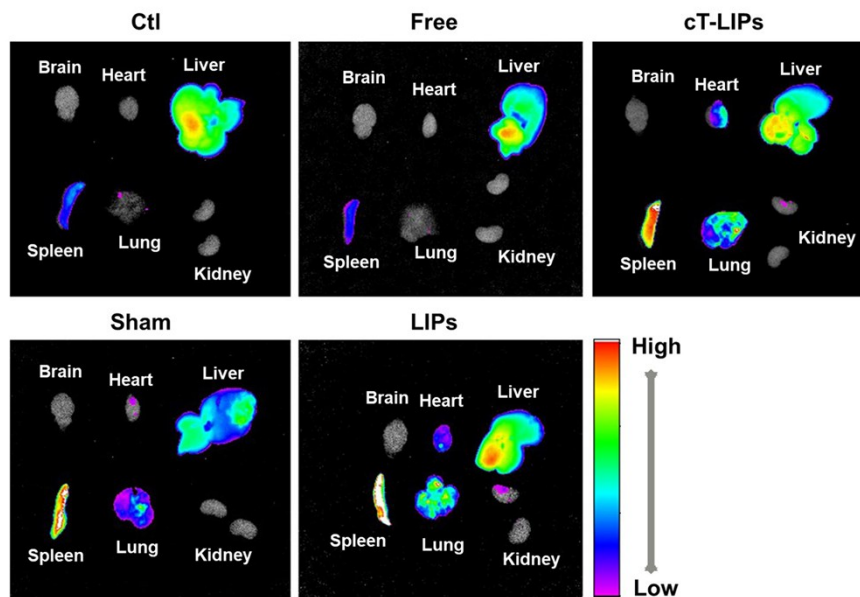 Ctl
Free
cT-LIPs
Brain
Heart
Liver
Spleen
Lung
Kidney
Brain
Heart
Liver
Spleen
Lung
Kidney
Brain
Heart
Liver
Spleen
Lung
Kidney
Sham
LIPs
Brain
Heart
Liver
Spleen
Lung
Kidney
Brain
Heart
Liver
Spleen
Lung
Kidney
High
Low